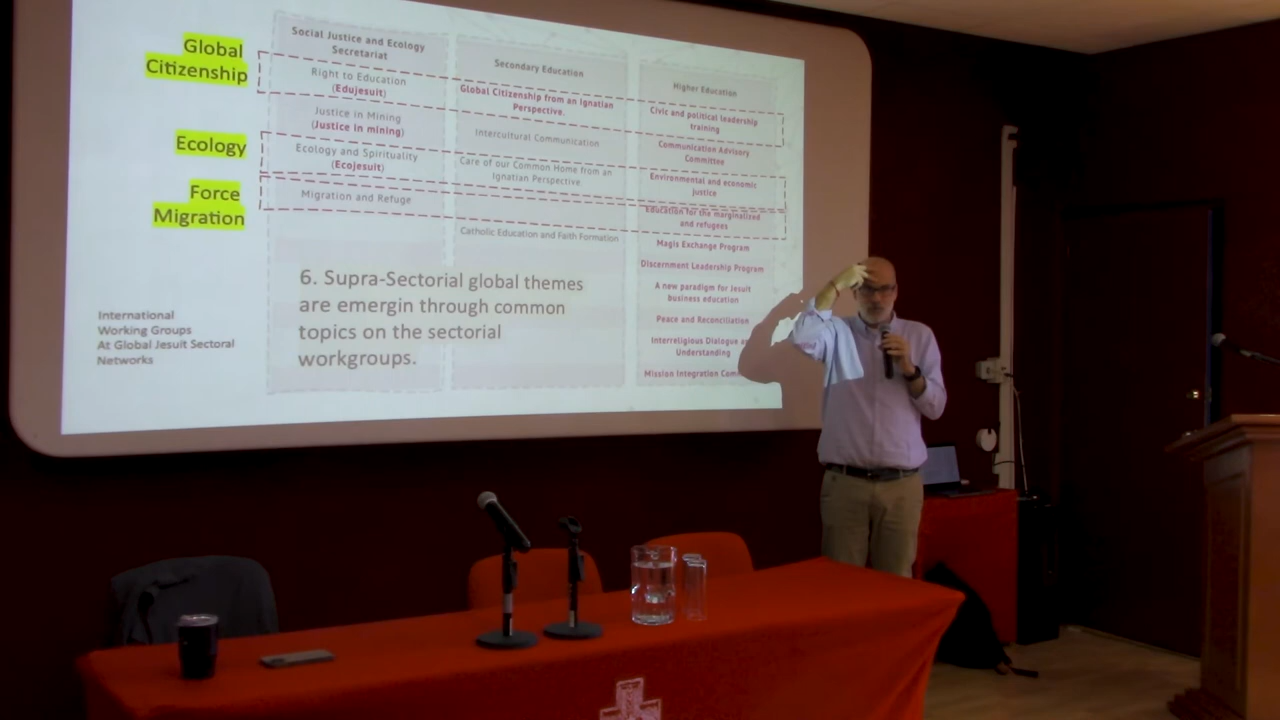 Global
Citizenship
Ecology
Force
Migration
International
Working Groups
At Global Jesuit Sectoral
Networks
Social Justice and Ecology
Secretariat
Right to Education
(Edujesuit)
Justice in Mining
(Justice in mining)
Ecology and Spirituality
(Ecojesuit)
Migration and Refuge
Secondary Education
Global Citizenship from an Ignatian
Perspective.
Intercultural Communication
Care of our Common Home from an
Ignatian Perspective
Catholic Education and Faith Formation
Higher Education
Civic and political leadership
training
Communication Advisory
Committee
Environmental and economic
justice
Education for the marginalized
and refugees
Magis Exchange Program
Discernment Leadership Program
A new paradigm for Jesuit
business education
Peace and Reconciliation
Interreligious Dialogue
Understanding
Mission Integration
6. Supra-Sectorial global themes
are emergin through common
topics on the sectorial
workgroups.